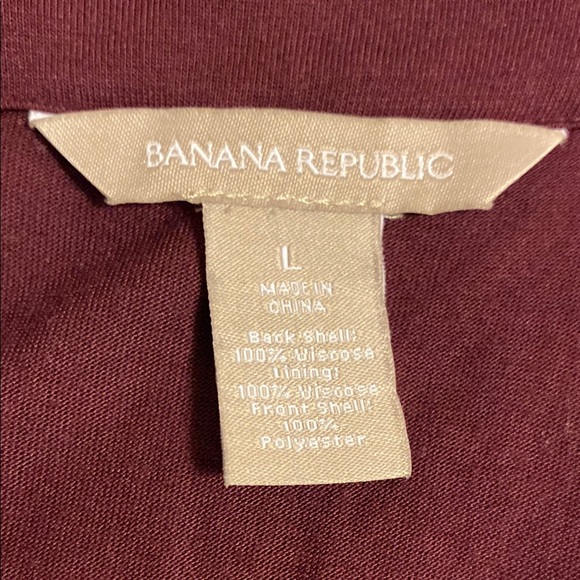 BANANA REPUBLIC
L
MADE IN
CHINA
Back Shell:
100% Viscose
Lining:
100% Viscose
Front Shell:
100%
Polyester